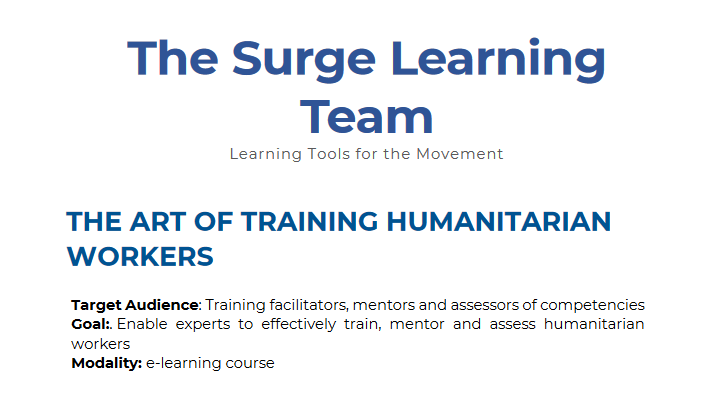 The Surge Learning
Team
Learning Tools for the Movement
THE ART OF TRAINING HUMANITARIAN
WORKERS
Target Audience: Training facilitators, mentors and assessors of competencies
Goal:. Enable experts to effectively train, mentor and assess humanitarian
workers
Modality: e-learning course